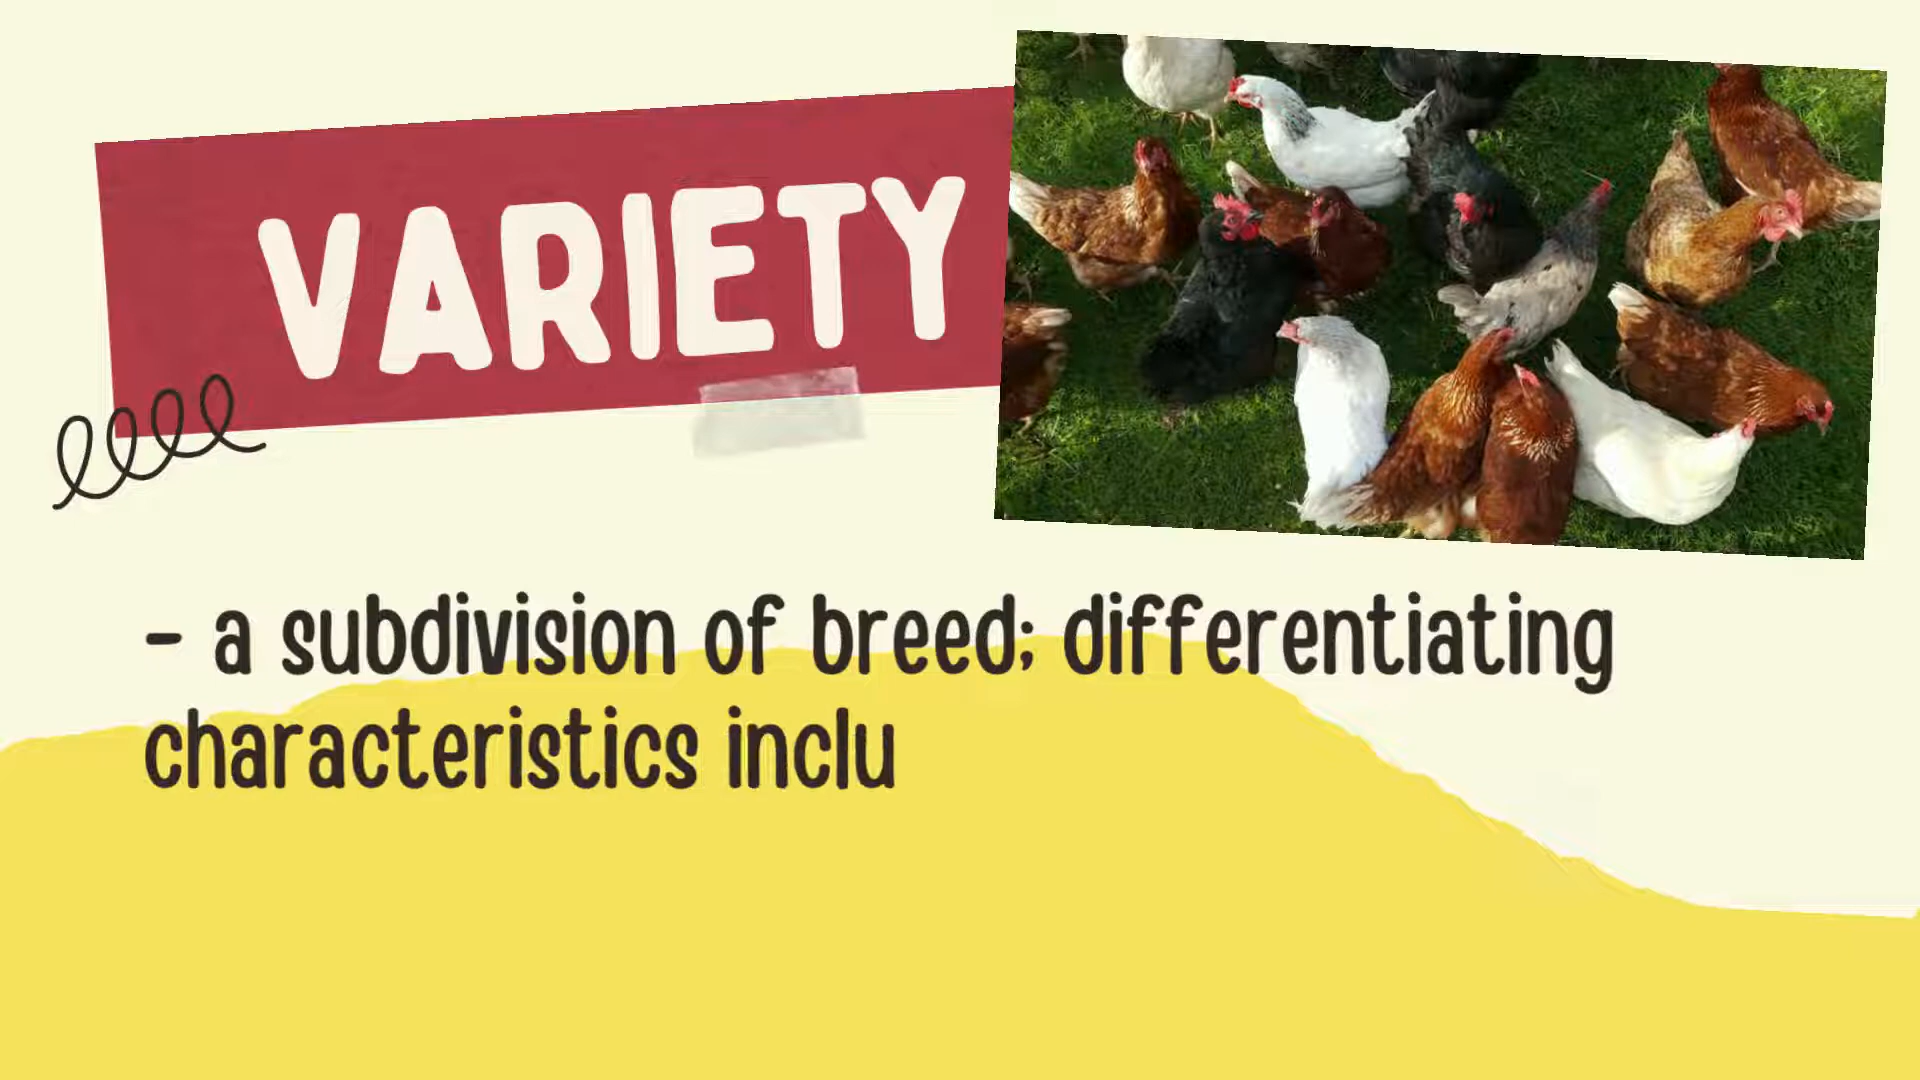 VARIETY
- a subdivision of breed; differentiating
characteristics inclu